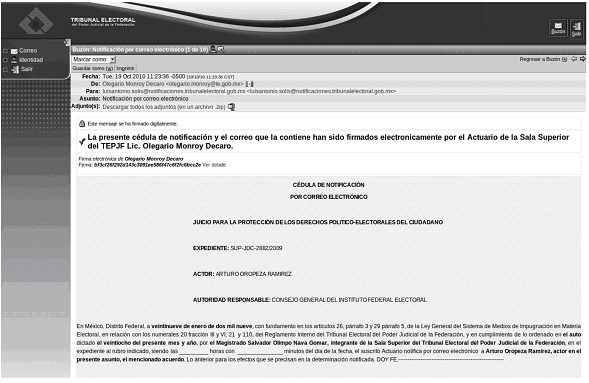 TRIBUNAL ELECTORAL
del Poder Judicial de la Federación
Buzón
Salir
Correo
Identidad
Salir
Buzón: Notificación por correo electrónico (1 de 10)
Marcar como:
Regresar a Buzón
Guardar como (w) Imprimir
Fecha: Tue, 19 Oct 2010 11:23:36 -0500
De: Olegario Monroy Decaro <olegario.monroy@te.gob.mx>
Para: luisantonio.solis@notificaciones.tribunalelectoral.gob.mx <luisantonio.solis@notificaciones.tribunalelectoral.gob.mx>
Asunto: Notificación por correo electrónico
Adjunto(s): Descargar todos los adjuntos (en un archivo .zip)
Este mensaje se ha firmado digitalmente.
La presente cédula de notificación y el correo que la contiene han sido firmados electronicamente por el Actuario de la Sala Superior
del TEPJF Lic. Olegario Monroy Decaro.
Firma electrónica de Olegario Monroy Decaro
Firma: Ver detalle
CÉDULA DE NOTIFICACIÓN
POR CORREO ELECTRÓNICO
JUICIO PARA LA PROTECCIÓN DE LOS DERECHOS POLITICO-ELECTORALES DEL CIUDADANO
EXPEDIENTE: SUP-JDC-2882/2009
ACTOR: ARTURO OROPEZA RAMIREZ
AUTORIDAD RESPONSABLE: CONSEJO GENERAL DEL INSTITUTO FEDERAL ELECTORAL
En México, Distrito Federal, a veintinueve de enero de dos mil nueve, con fundamento en los artículos 26, párrafo 3 y 29 párrafo 5, de la Ley General del Sistema de Medios de Impugnación en Materia
Electoral, en relación con los numerales 20 fracción III y VI, 21 y 110, del Reglamento Interno del Tribunal Electoral del Poder Judicial de la Federación, y en cumplimiento de lo ordenado en el auto
dictado el veintiocho del presente mes y año, por el Magistrado Salvador Olimpo Nava Gomar, integrante de la Sala Superior del Tribunal Electoral del Poder Judicial de la Federación, en el
expediente al rubro indicado, siendo las ________ horas con ____________ minutos del día de la fecha, el suscrito Actuario notifica por correo electrónico a Arturo Oropeza Ramírez, actor en el
presente asunto, el mencionado acuerdo. Lo anterior para los efectos que se precisan en la determinación notificada. DOY FE.------------------------------